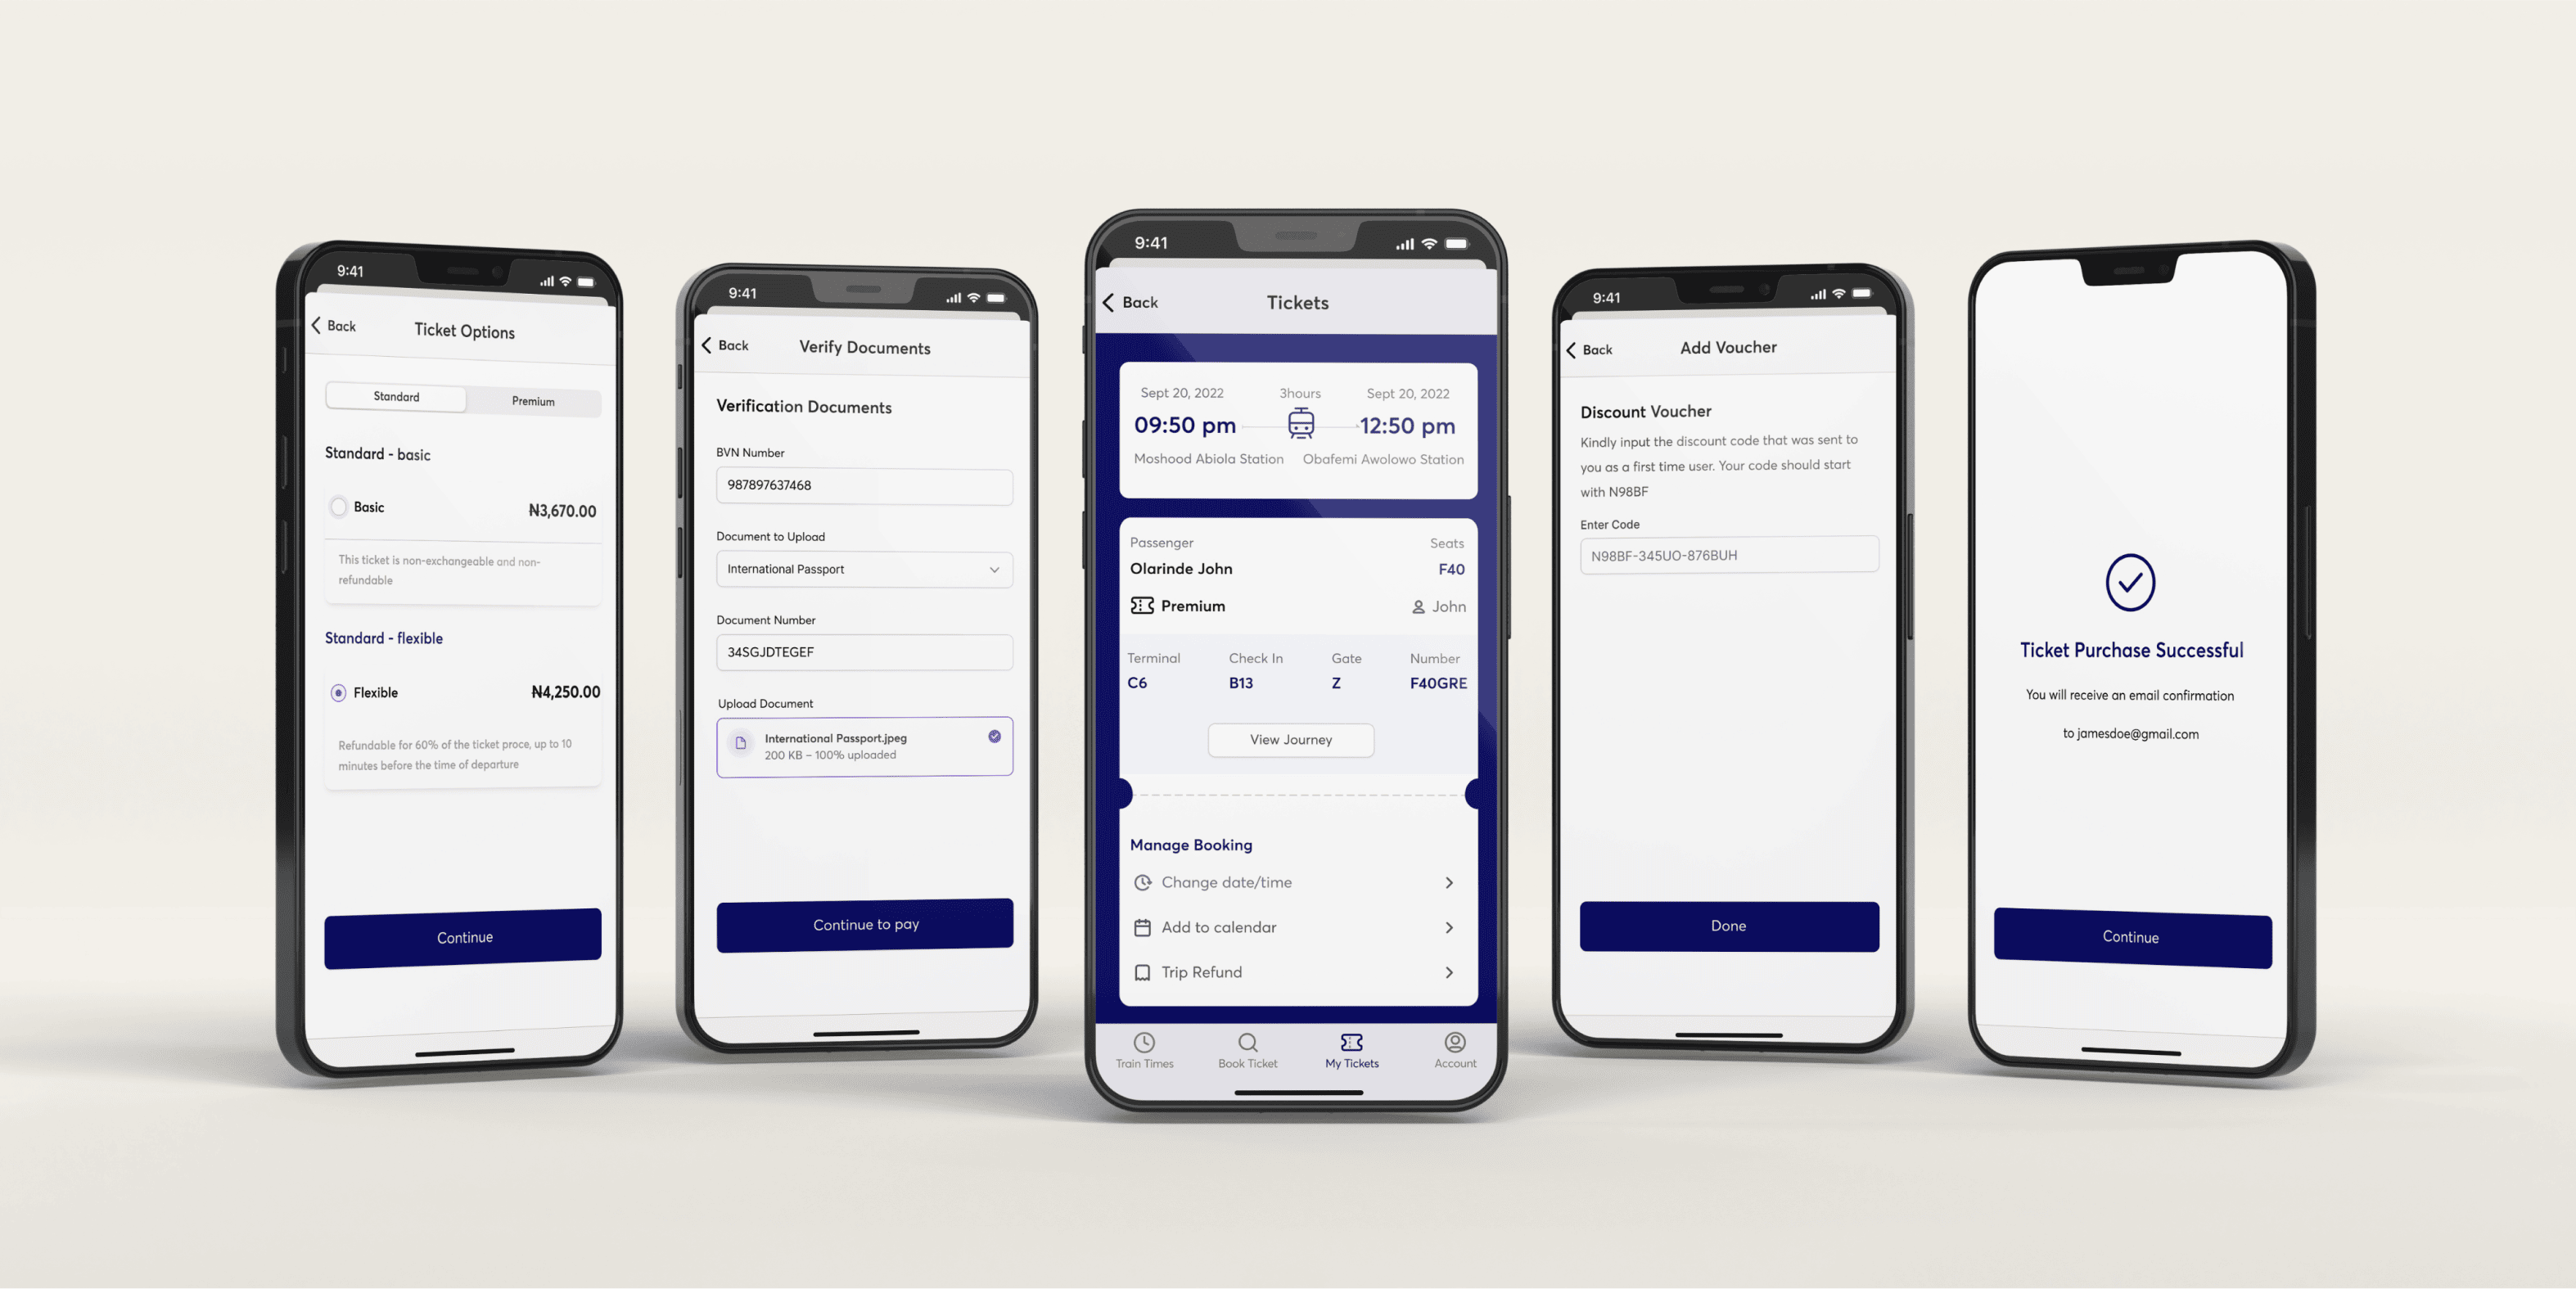 9:41
Back
Ticket Options
Standard
Premium
Standard - basic
Basic
₦3,670.00
This ticket is non-exchangeable and non-
refundable
Standard - flexible
Flexible
₦4,250.00
Refundable for 60% of the ticket proce, up to 10
minutes before the time of departure
Continue
9:41
Back
Verify Documents
Verification Documents
BVN Number
987897637468
Document to Upload
International Passport
Document Number
34SGJDTEGEF
Upload Document
International Passport.jpeg
200 KB – 100% uploaded
Continue to pay
9:41
Back
Tickets
Sept 20, 2022
3hours
Sept 20, 2022
09:50 pm
12:50 pm
Moshood Abiola Station
Obafemi Awolowo Station
Passenger
Seats
Olarinde John
F40
Premium
John
Terminal
Check In
Gate
Number
C6
B13
Z
F40GRE
View Journey
Manage Booking
Change date/time
Add to calendar
Trip Refund
Train Times
Book Ticket
My Tickets
Account
9:41
Back
Add Voucher
Discount Voucher
Kindly input the discount code that was sent to
you as a first time user. Your code should start
with N98BF
Enter Code
N98BF-345UO-876BUH
Done
Ticket Purchase Successful
You will receive an email confirmation
to jamesdoe@gmail.com
Continue